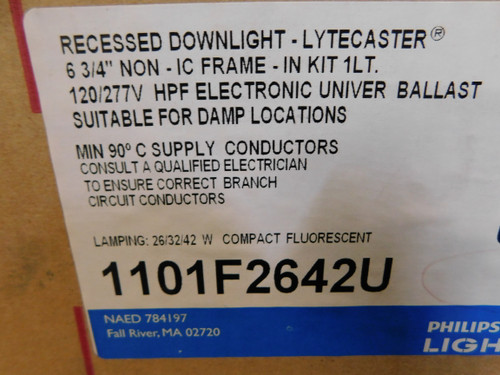 RECESSED DOWNLIGHT - LYTECASTER®
6 3/4" NON - IC FRAME - IN KIT 1LT.
120/277V HPF ELECTRONIC UNIVER BALLAST
SUITABLE FOR DAMP LOCATIONS
MIN 90º C SUPPLY CONDUCTORS
CONSULT A QUALIFIED ELECTRICIAN
TO ENSURE CORRECT BRANCH
CIRCUIT CONDUCTORS
LAMPING: 26/32/42 W COMPACT FLUORESCENT
1101F2642U
NAED 784197
Fall River, MA 02720
PHILIPS
LIGH